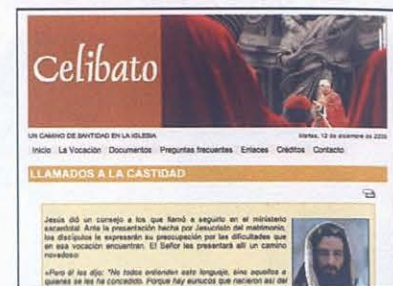 Celibato
UN CAMINO DE SANTIDAD EN LA IGLESIA
Martes, 12 de diciembre de
Inicio La Vocación Documentos Preguntas frecuentes Enlaces Créditos Contacto
LLAMADOS A LA CASTIDAD
Jesús dió un consejo a los que llamó a seguirlo en el ministerio
sacerdotal. Ante la presentación hecha por Jesucristo del matrimonio,
los discípulos le expresarán su preocupación por las dificultades que
en esa vocación encuentran. El Señor les presentará allí un camino
novedoso:
«Pero él les dijo: "No todos entienden este lenguaje, sino aquellos a
quienes se les ha concedido. Porque hay eunucos que nacieron así del